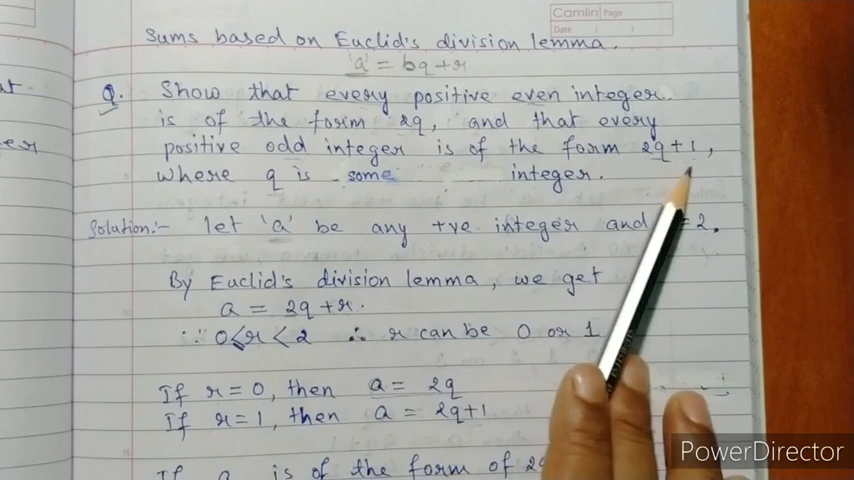 Camlin Page
Date
Sums based on Euclid's division lemma.
'a' = bq+r
Q. Show that every positive even integer
is of the form 2q, and that every
positive odd integer is of the form 2q+1,
where q is some integer.
Solution:- let 'a' be any +ve integer and =2.
By Euclid's division lemma, we get
a = 2q+r.
∵ 0≤r<2 ∴ r can be 0 or 1
If r=0, then a= 2q
If r=1, then a = 2q+1
If a is of the form of
PowerDirector